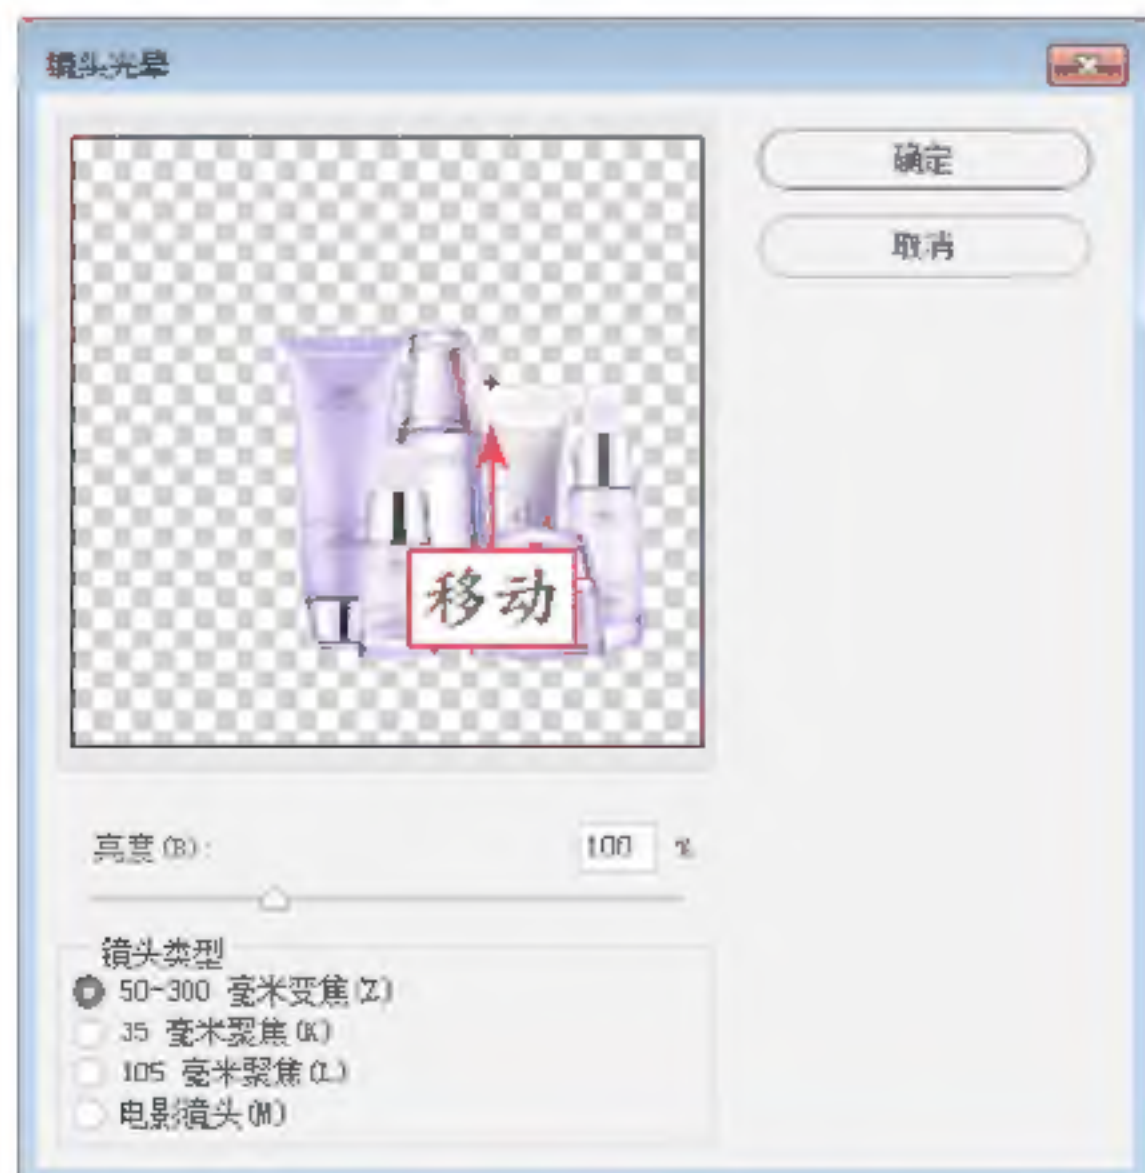 镜头光晕
确定
取消
移动
亮度(B):
100 %
镜头类型
50-300 毫米变焦(Z)
35 毫米聚焦(K)
105 毫米聚焦(L)
电影镜头(M)